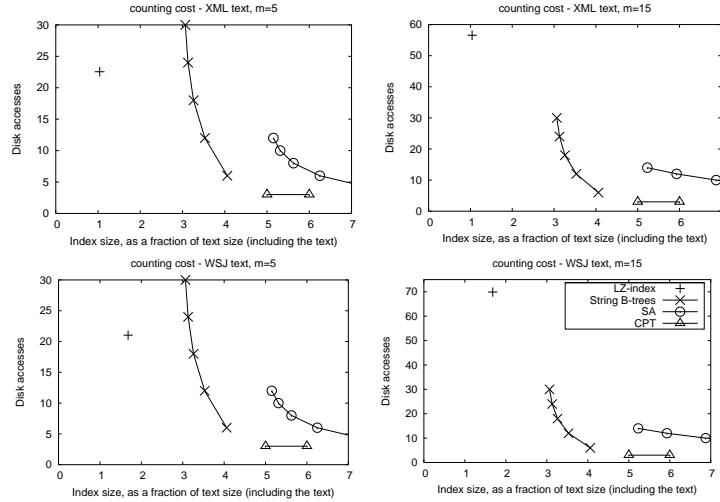 counting cost - XML text, m=5
30
25
20
15
10
5
0
Disk accesses
0 1 2 3 4 5 6 7
Index size, as a fraction of text size (including the text)
counting cost - XML text, m=15
60
50
40
30
20
10
0
Disk accesses
0 1 2 3 4 5 6 7
Index size, as a fraction of text size (including the text)
counting cost - WSJ text, m=5
30
25
20
15
10
5
0
Disk accesses
0 1 2 3 4 5 6 7
Index size, as a fraction of text size (including the text)
counting cost - WSJ text, m=15
70
60
50
40
30
20
10
0
Disk accesses
LZ-index
String B-trees
SA
CPT
0 1 2 3 4 5 6 7
Index size, as a fraction of text size (including the text)